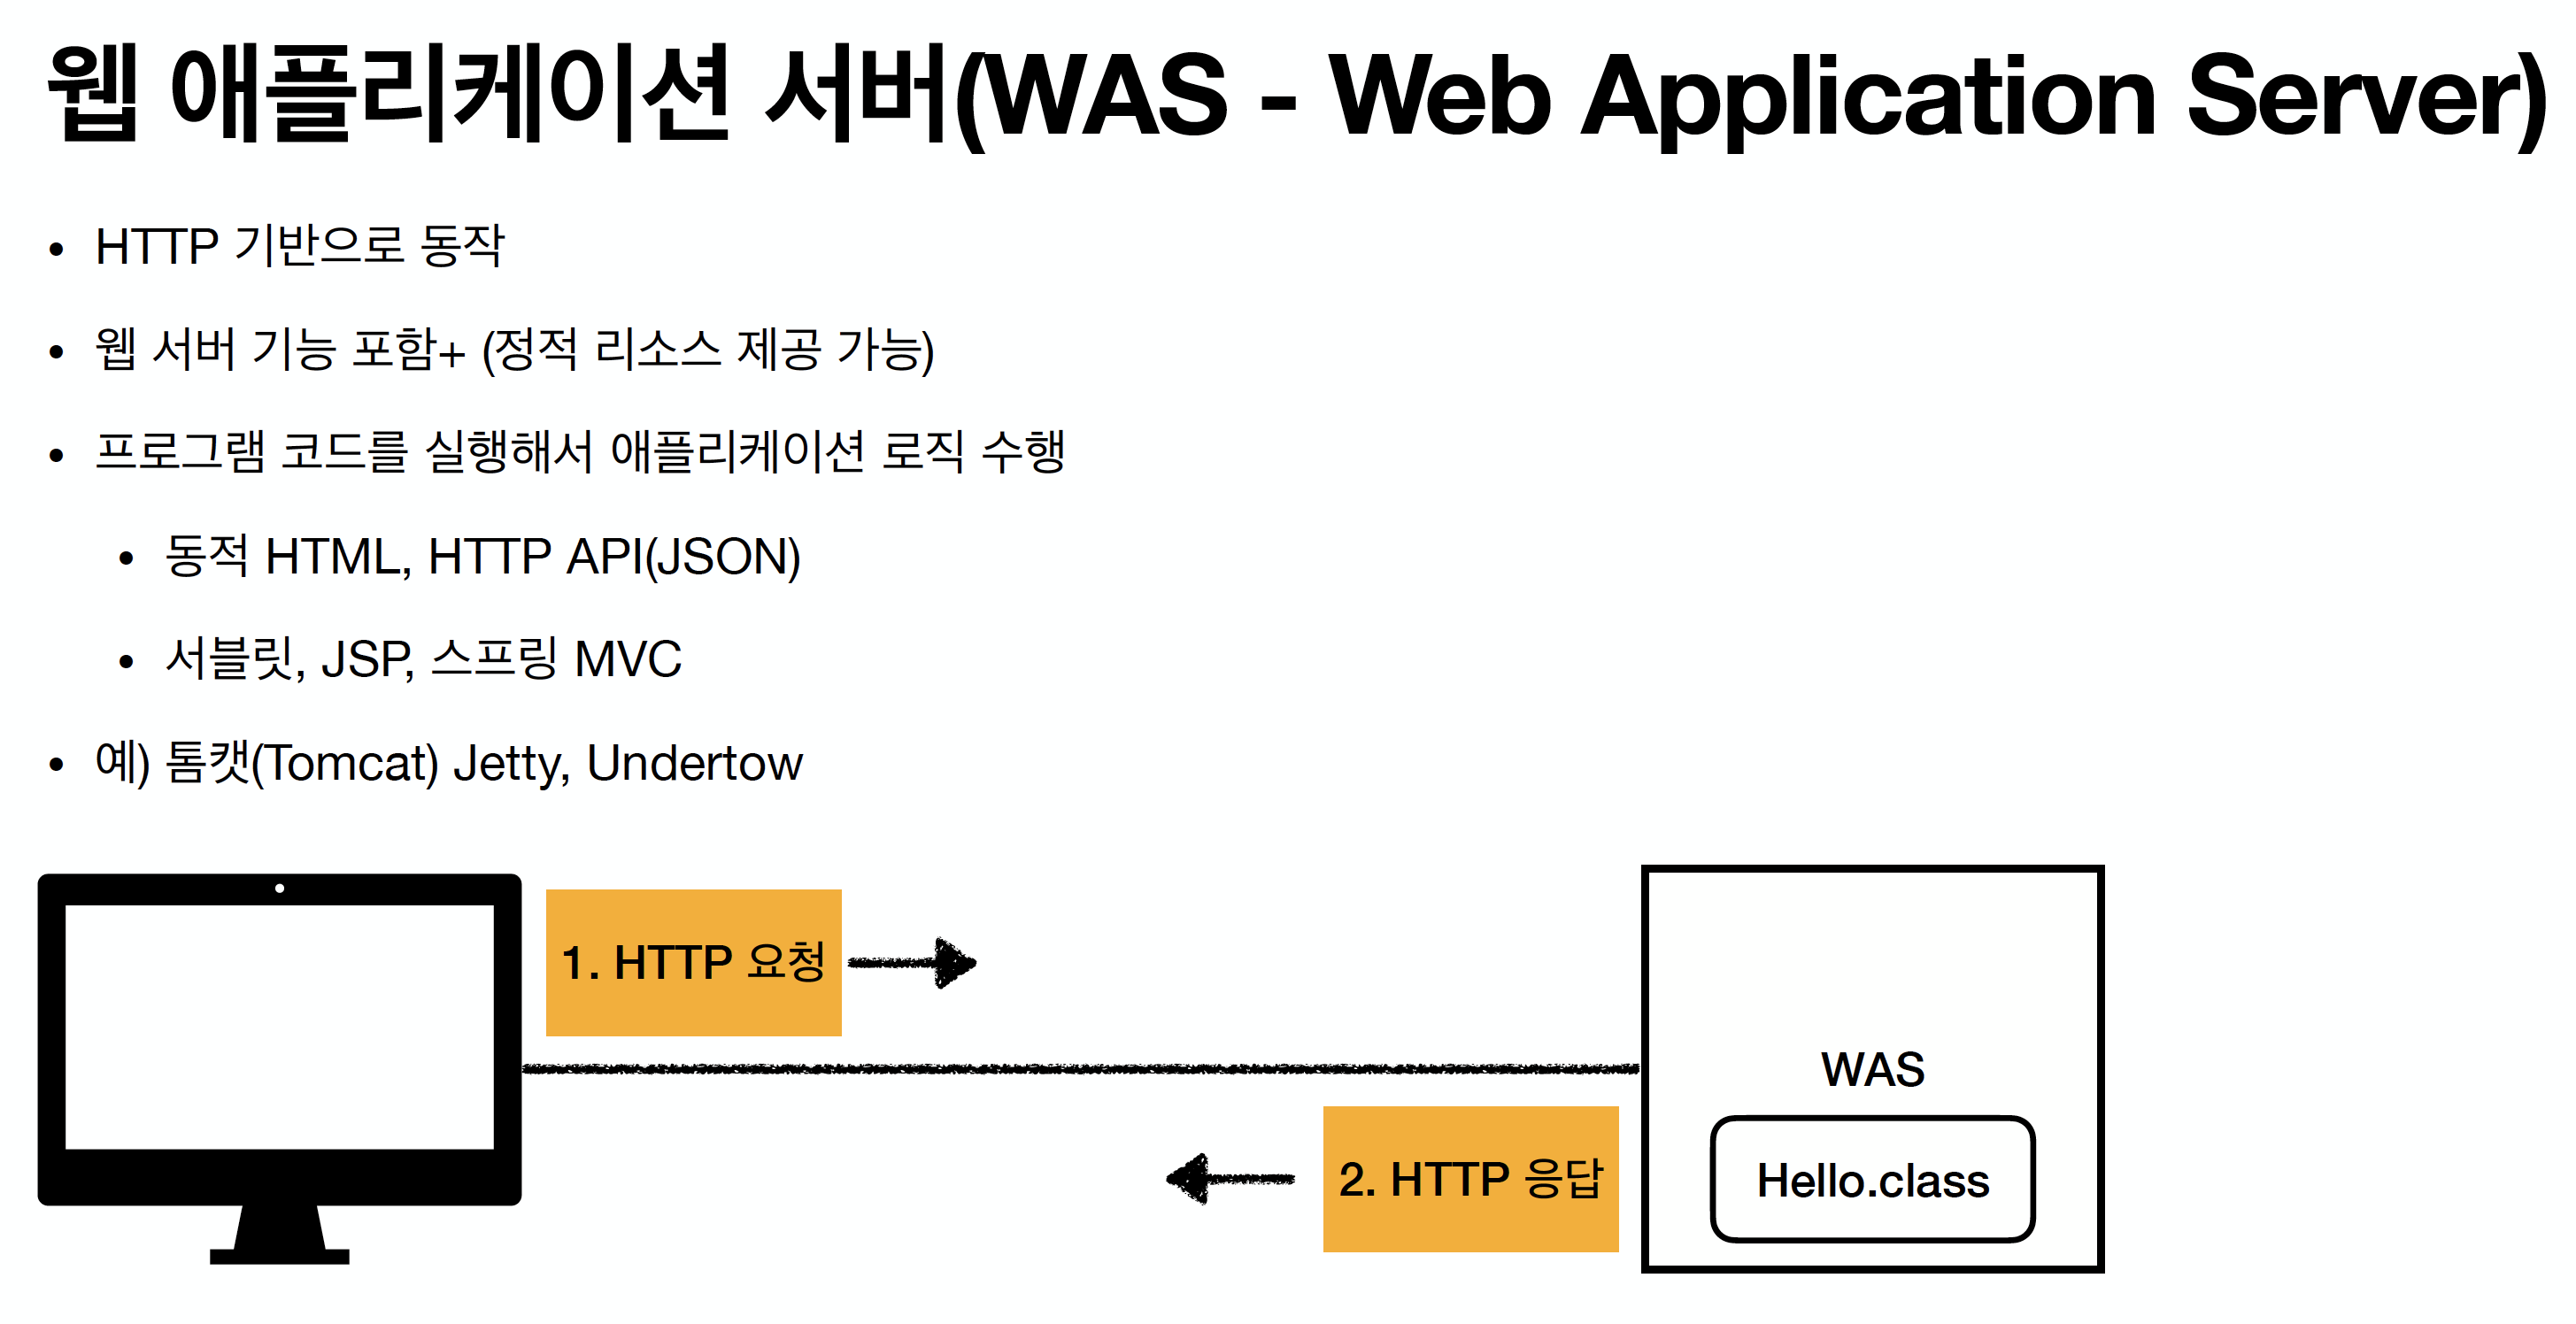 웹 애플리케이션 서버(WAS - Web Application Server)
• HTTP 기반으로 동작
• 웹 서버 기능 포함+ (정적 리소스 제공 가능)
• 프로그램 코드를 실행해서 애플리케이션 로직 수행
• 동적 HTML, HTTP API(JSON)
• 서블릿, JSP, 스프링 MVC
• 예) 톰캣(Tomcat) Jetty, Undertow
1. HTTP 요청
WAS
2. HTTP 응답
Hello.class